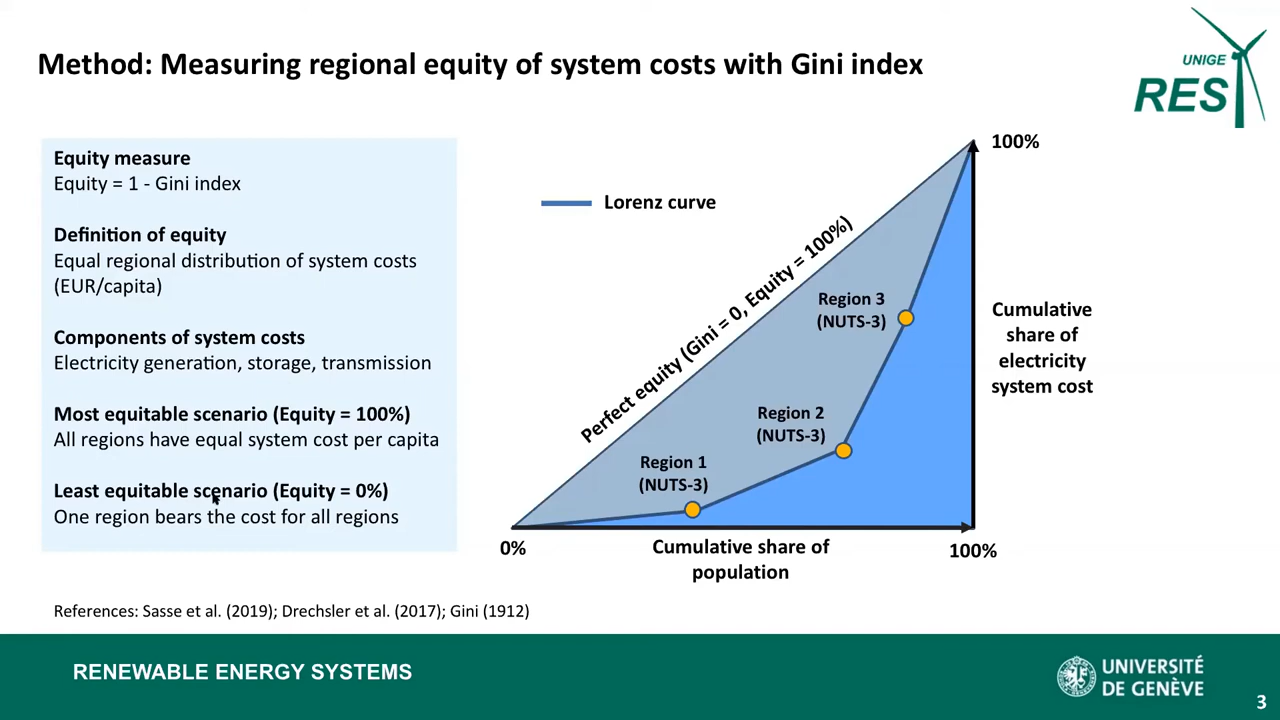 Method: Measuring regional equity of system costs with Gini index
UNIGE
RES
Equity measure
Equity = 1 - Gini index
Definition of equity
Equal regional distribution of system costs
(EUR/capita)
Components of system costs
Electricity generation, storage, transmission
Most equitable scenario (Equity = 100%)
All regions have equal system cost per capita
Least equitable scenario (Equity = 0%)
One region bears the cost for all regions
100%
Lorenz curve
Perfect equity (Gini = 0, Equity = 100%)
Region 3
(NUTS-3)
Cumulative
share of
electricity
system cost
Region 2
(NUTS-3)
Region 1
(NUTS-3)
0%
Cumulative share of
population
100%
References: Sasse et al. (2019); Drechsler et al. (2017); Gini (1912)
RENEWABLE ENERGY SYSTEMS
UNIVERSITÉ
DE GENÈVE
3